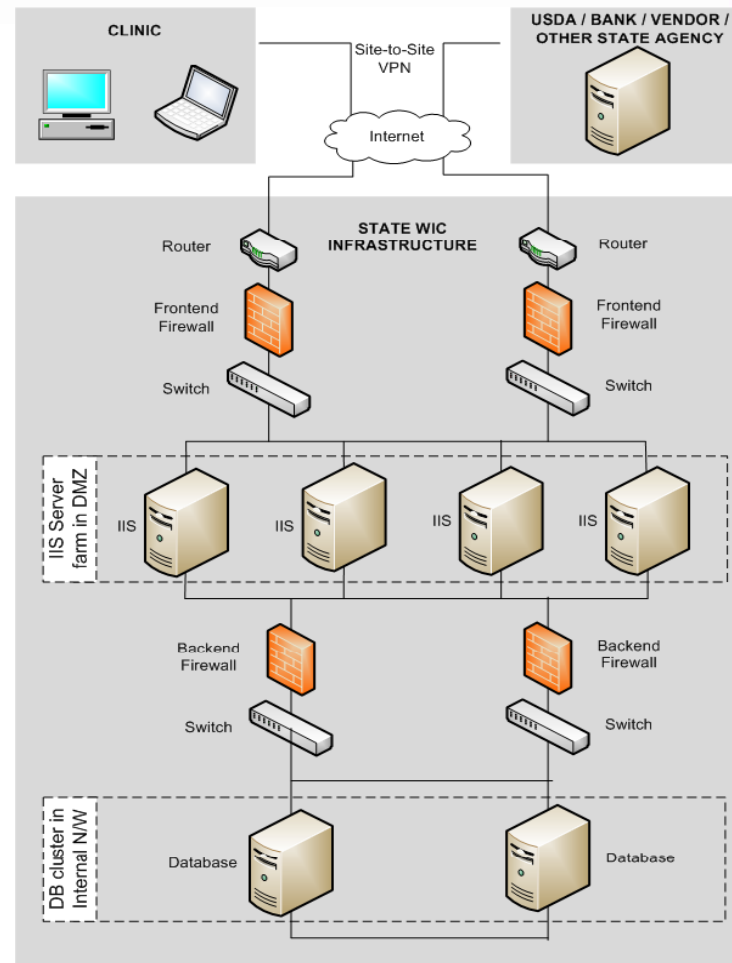 CLINIC
Site-to-Site
VPN
USDA / BANK / VENDOR /
OTHER STATE AGENCY
Internet
STATE WIC
INFRASTRUCTURE
Router
Router
Frontend
Firewall
Frontend
Firewall
Switch
Switch
IIS Server
farm in DMZ
IIS
IIS
IIS
IIS
Backend
Firewall
Backend
Firewall
Switch
Switch
DB cluster in
Internal N/W
Database
Database